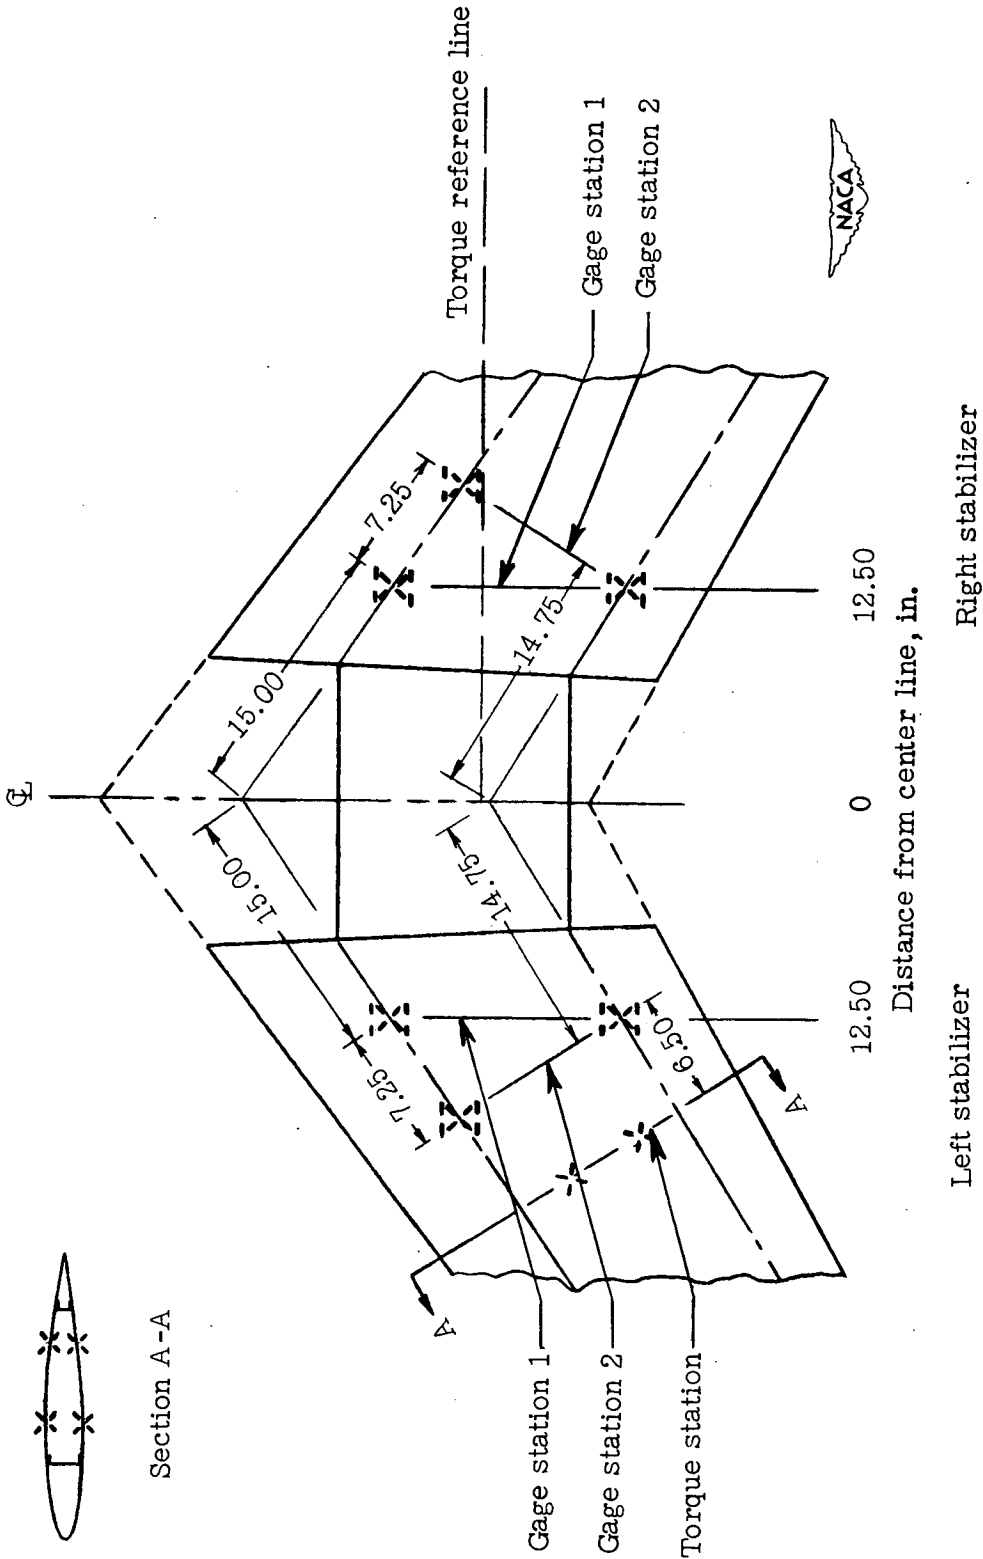 ℄
Torque reference line
Section A-A
15.00
15.00
7.25
7.25
14.75
14.75
6.50
A
A
Gage station 1
Gage station 2
Gage station 1
Gage station 2
Torque station
NACA
12.50
0
12.50
Distance from center line, in.
Left stabilizer
Right stabilizer